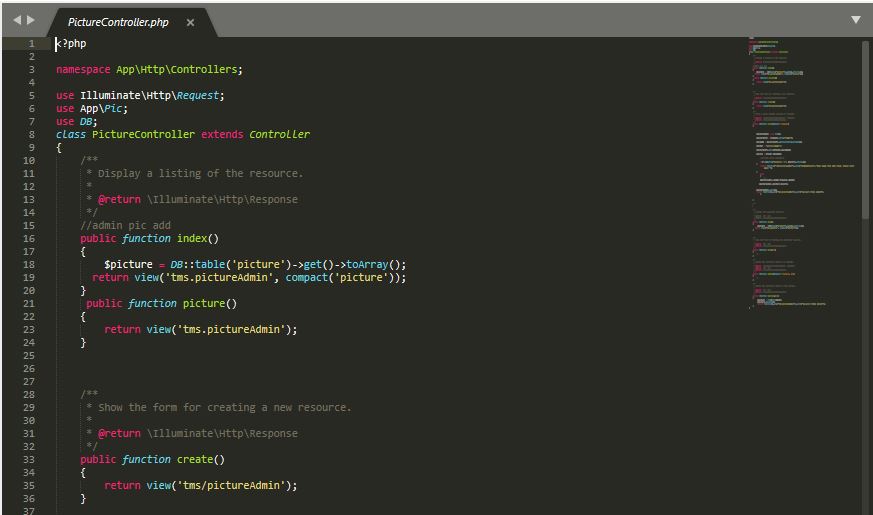 PictureController.php ×
1 <?php
2
3 namespace App\Http\Controllers;
4
5 use Illuminate\Http\Request;
6 use App\Pic;
7 use DB;
8 class PictureController extends Controller
9 {
10 /**
11 * Display a listing of the resource.
12 *
13 * @return \Illuminate\Http\Response
14 */
15 //admin pic add
16 public function index()
17 {
18 $picture = DB::table('picture')->get()->toArray();
19 return view('tms.pictureAdmin', compact('picture'));
20 }
21 public function picture()
22 {
23 return view('tms.pictureAdmin');
24 }
25
26
27
28 /**
29 * Show the form for creating a new resource.
30 *
31 * @return \Illuminate\Http\Response
32 */
33 public function create()
34 {
35 return view('tms/pictureAdmin');
36 }
37